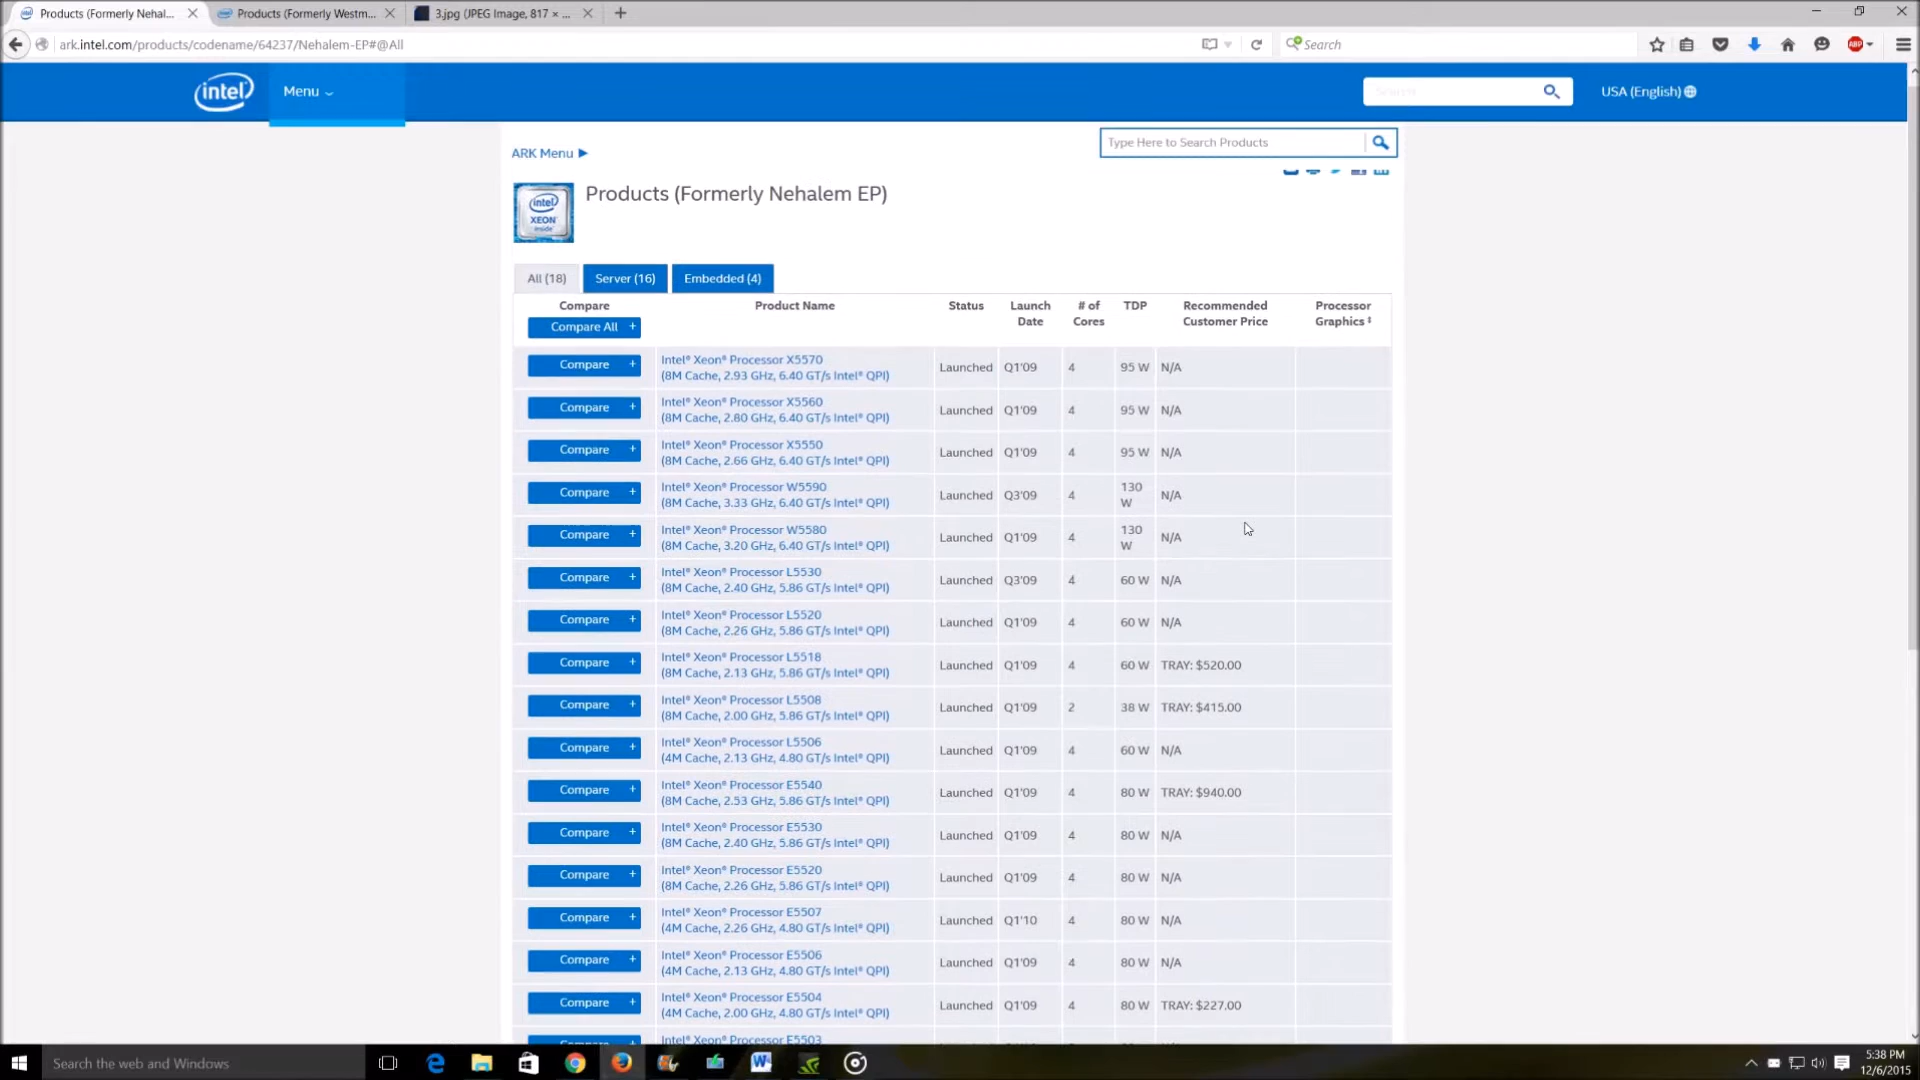 Products (Formerly Nehal...
Products (Formerly Westm...
3.jpg (JPEG Image, 817 × ...
ark.intel.com/products/codename/64237/Nehalem-EP#@All
Search
ABP
intel
Menu
USA (English)
ARK Menu
Type Here to Search Products
intel
XEON
inside
Products (Formerly Nehalem EP)
All (18) Server (16) Embedded (4)
Compare Product Name Status Launch Date # of Cores TDP Recommended Customer Price Processor Graphics ‡
Compare All +
Compare + Intel® Xeon® Processor X5570 Launched Q1'09 4 95 W N/A
(8M Cache, 2.93 GHz, 6.40 GT/s Intel® QPI)
Compare + Intel® Xeon® Processor X5560 Launched Q1'09 4 95 W N/A
(8M Cache, 2.80 GHz, 6.40 GT/s Intel® QPI)
Compare + Intel® Xeon® Processor X5550 Launched Q1'09 4 95 W N/A
(8M Cache, 2.66 GHz, 6.40 GT/s Intel® QPI)
Compare + Intel® Xeon® Processor W5590 Launched Q3'09 4 130 W N/A
(8M Cache, 3.33 GHz, 6.40 GT/s Intel® QPI)
Compare + Intel® Xeon® Processor W5580 Launched Q1'09 4 130 W N/A
(8M Cache, 3.20 GHz, 6.40 GT/s Intel® QPI)
Compare + Intel® Xeon® Processor L5530 Launched Q3'09 4 60 W N/A
(8M Cache, 2.40 GHz, 5.86 GT/s Intel® QPI)
Compare + Intel® Xeon® Processor L5520 Launched Q1'09 4 60 W N/A
(8M Cache, 2.26 GHz, 5.86 GT/s Intel® QPI)
Compare + Intel® Xeon® Processor L5518 Launched Q1'09 4 60 W TRAY: $520.00
(8M Cache, 2.13 GHz, 5.86 GT/s Intel® QPI)
Compare + Intel® Xeon® Processor L5508 Launched Q1'09 2 38 W TRAY: $415.00
(8M Cache, 2.00 GHz, 5.86 GT/s Intel® QPI)
Compare + Intel® Xeon® Processor L5506 Launched Q1'09 4 60 W N/A
(4M Cache, 2.13 GHz, 4.80 GT/s Intel® QPI)
Compare + Intel® Xeon® Processor E5540 Launched Q1'09 4 80 W TRAY: $940.00
(8M Cache, 2.53 GHz, 5.86 GT/s Intel® QPI)
Compare + Intel® Xeon® Processor E5530 Launched Q1'09 4 80 W N/A
(8M Cache, 2.40 GHz, 5.86 GT/s Intel® QPI)
Compare + Intel® Xeon® Processor E5520 Launched Q1'09 4 80 W N/A
(8M Cache, 2.26 GHz, 5.86 GT/s Intel® QPI)
Compare + Intel® Xeon® Processor E5507 Launched Q1'10 4 80 W N/A
(4M Cache, 2.26 GHz, 4.80 GT/s Intel® QPI)
Compare + Intel® Xeon® Processor E5506 Launched Q1'09 4 80 W N/A
(4M Cache, 2.13 GHz, 4.80 GT/s Intel® QPI)
Compare + Intel® Xeon® Processor E5504 Launched Q1'09 4 80 W TRAY: $227.00
(4M Cache, 2.00 GHz, 4.80 GT/s Intel® QPI)
Compare + Intel® Xeon® Processor E5503
Search the web and Windows
5:38 PM
12/6/2015